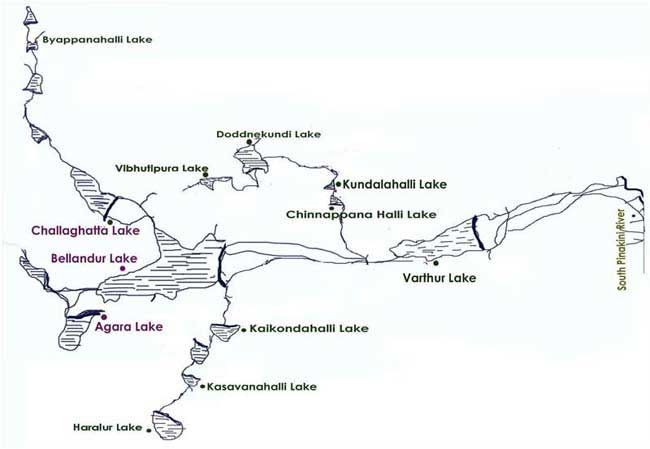 Byappanahalli Lake
Doddnekundi Lake
Vibhutipura Lake
Kundalahalli Lake
Chinnappana Halli Lake
Challaghatta Lake
Bellandur Lake
Varthur Lake
South Pinakini/River
Agara Lake
Kaikondahalli Lake
Kasavanahalli Lake
Haralur Lake